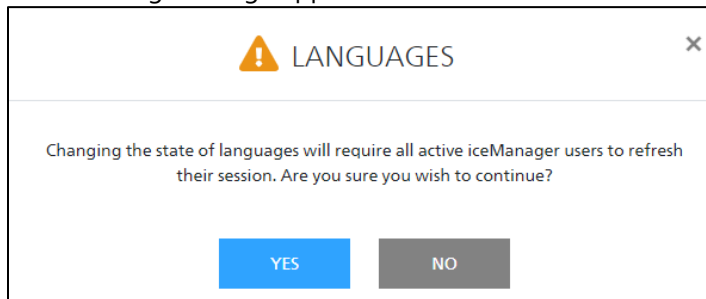 LANGUAGES
×
Changing the state of languages will require all active iceManager users to refresh
their session. Are you sure you wish to continue?
YES
NO